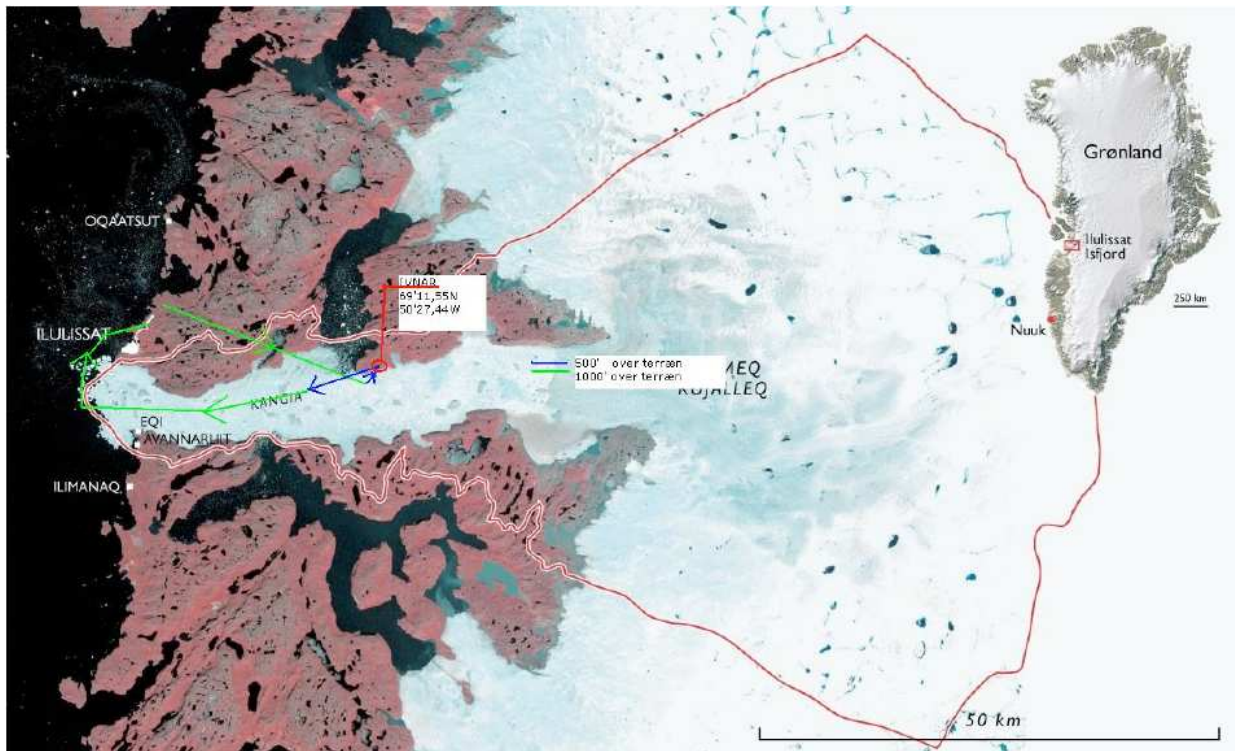 Grønland
OQAATSUT
Ilulissat
Isfjord
69'11,55N
50'27,44W
250 km
Nuuk
ILULISSAT
500' over terræn
1000' over terræn
MEQ
KUJALLEQ
KANGIA
EQI
AVANNARLIIT
ILIMANAQ
50 km